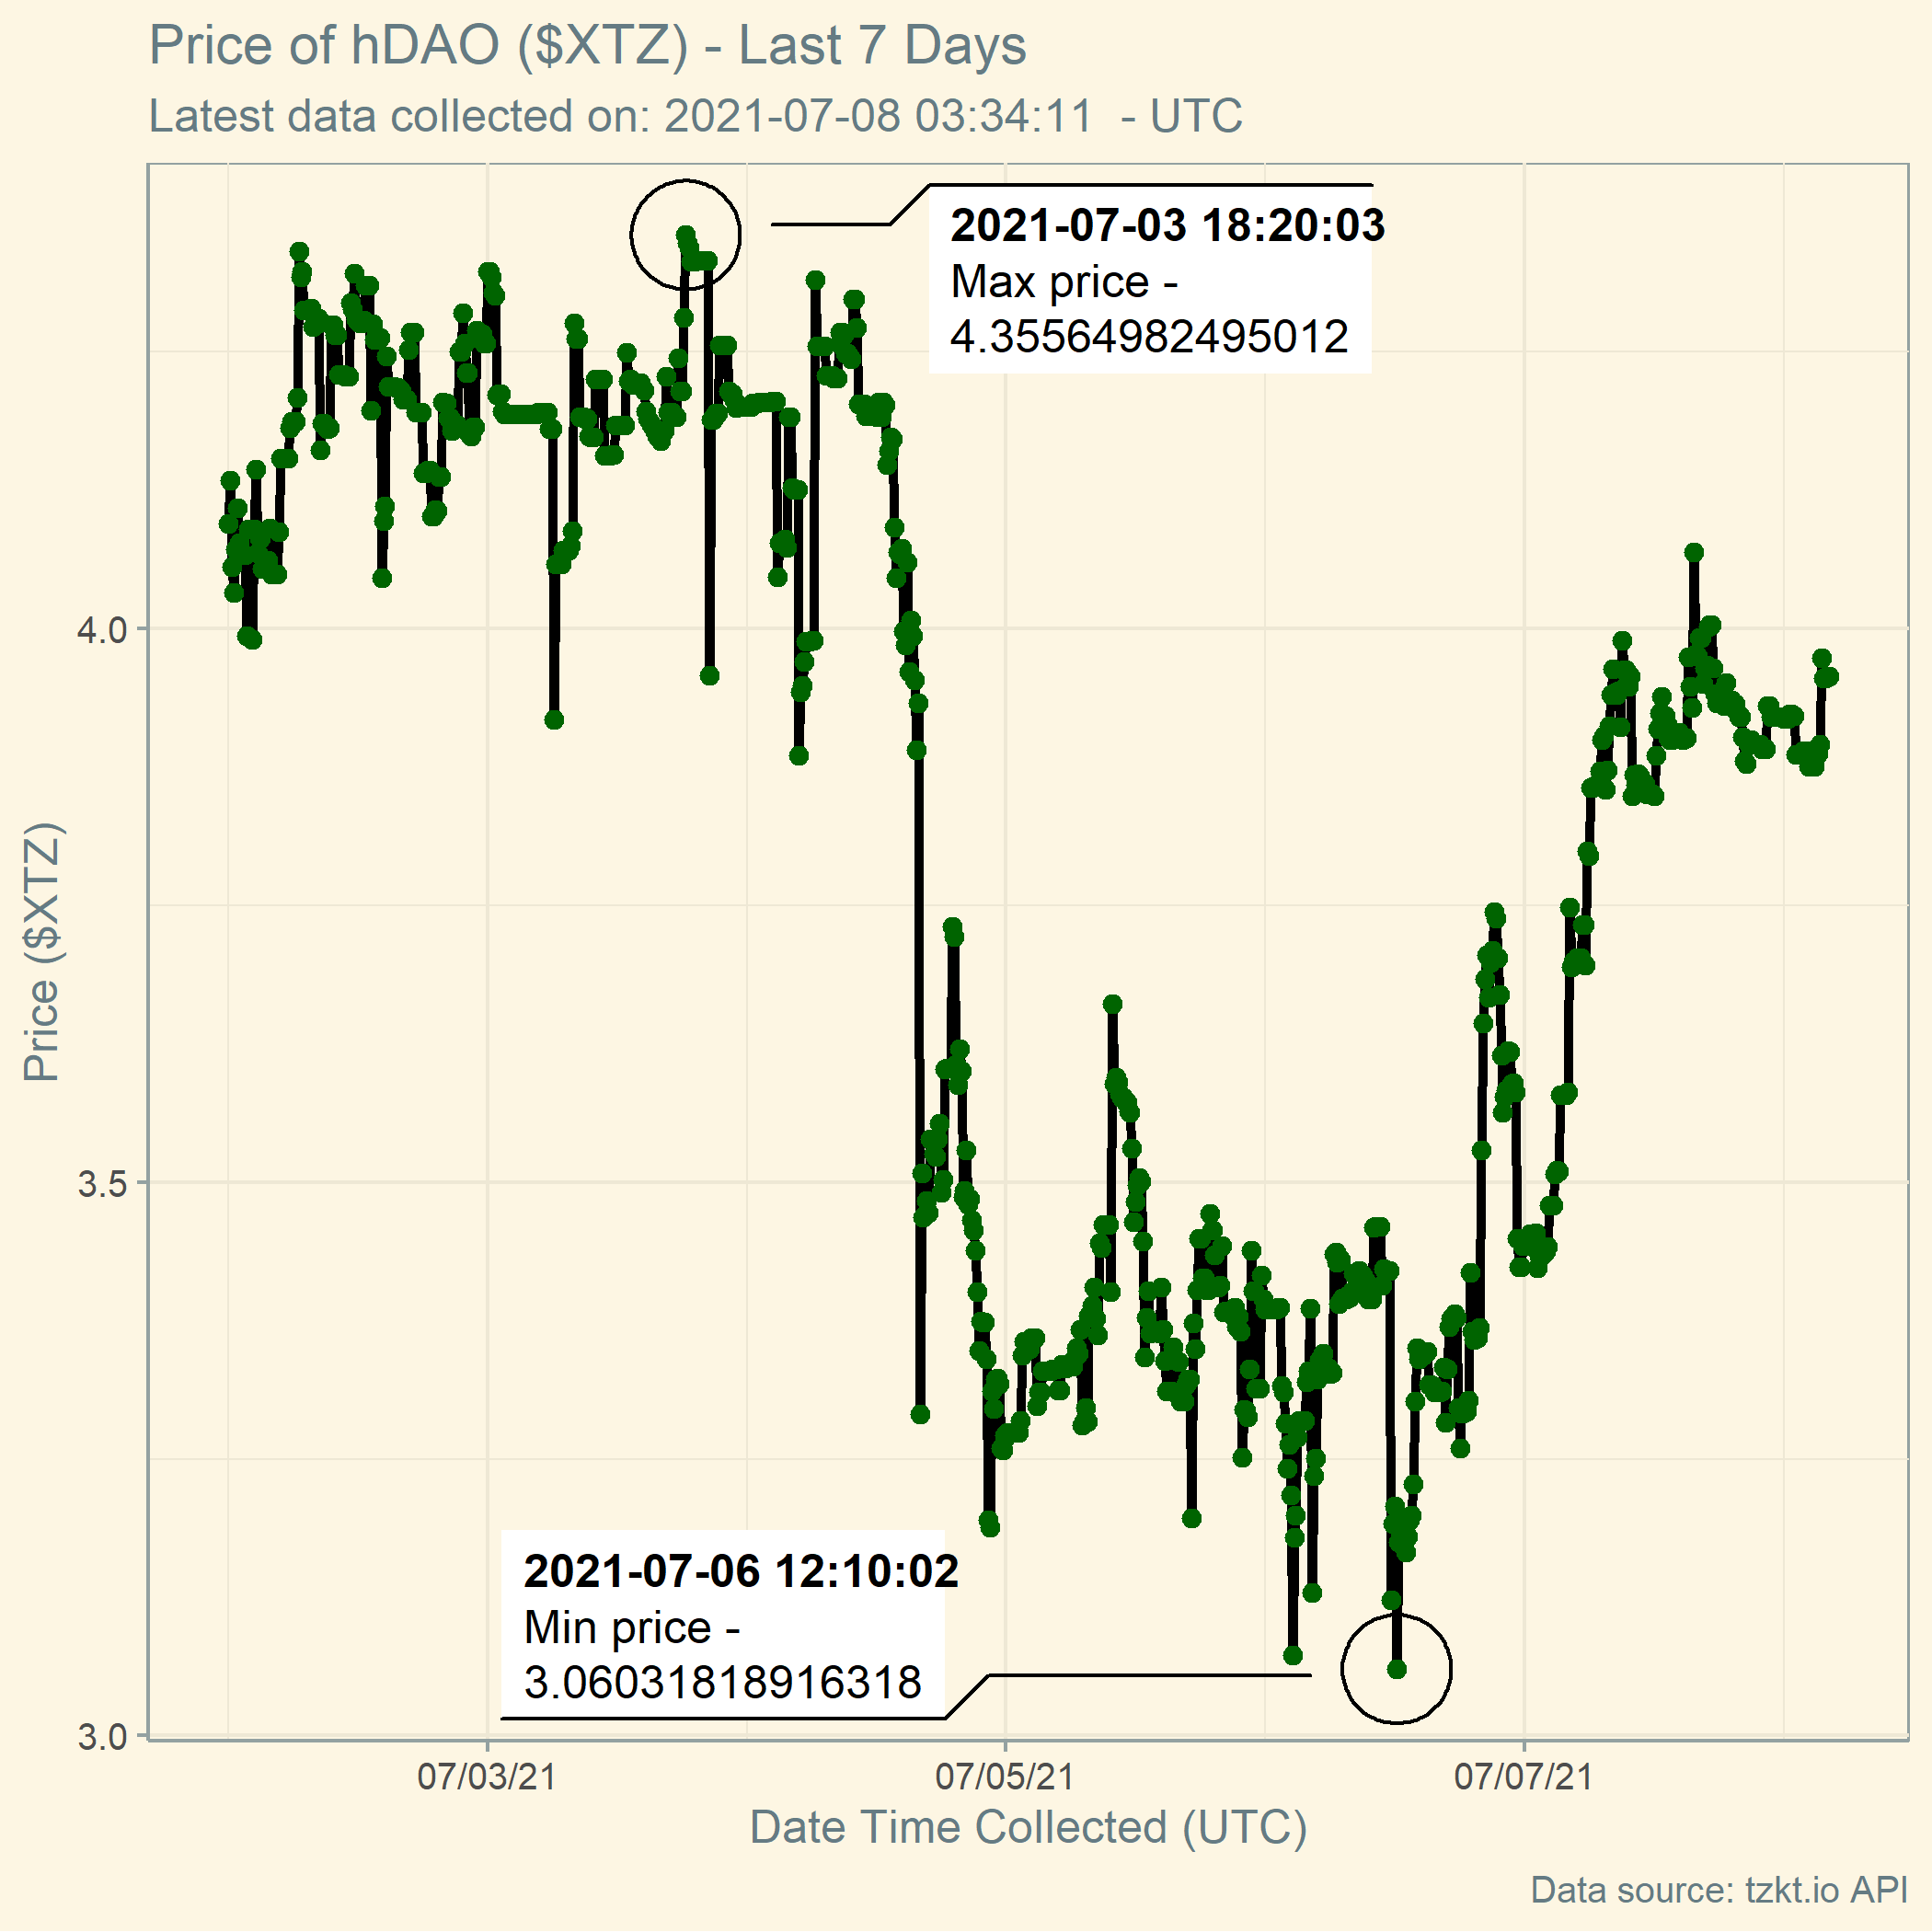 Price of hDAO ($XTZ) - Last 7 Days
Latest data collected on: 2021-07-08 03:34:11  - UTC
2021-07-03 18:20:03
Max price -
4.35564982495012
4.0
3.5
3.0
Price ($XTZ)
2021-07-06 12:10:02
Min price -
3.06031818916318
07/03/21
07/05/21
07/07/21
Date Time Collected (UTC)
Data source: tzkt.io API